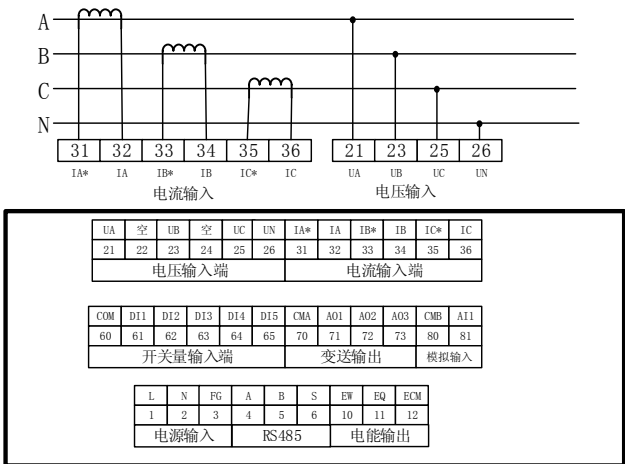 A
B
C
N
31 32 33 34 35 36 21 23 25 26
IA* IA IB* IB IC* IC UA UB UC UN
电流输入 电压输入
UA 空 UB 空 UC UN IA* IA IB* IB IC* IC
21 22 23 24 25 26 31 32 33 34 35 36
电压输入端 电流输入端
COM DI1 DI2 DI3 DI4 DI5 CMA AO1 AO2 AO3 CMB AI1
60 61 62 63 64 65 70 71 72 73 80 81
开关量输入端 变送输出 模拟输入
L N FG A B S EW EQ ECM
1 2 3 4 5 6 10 11 12
电源输入 RS485 电能输出